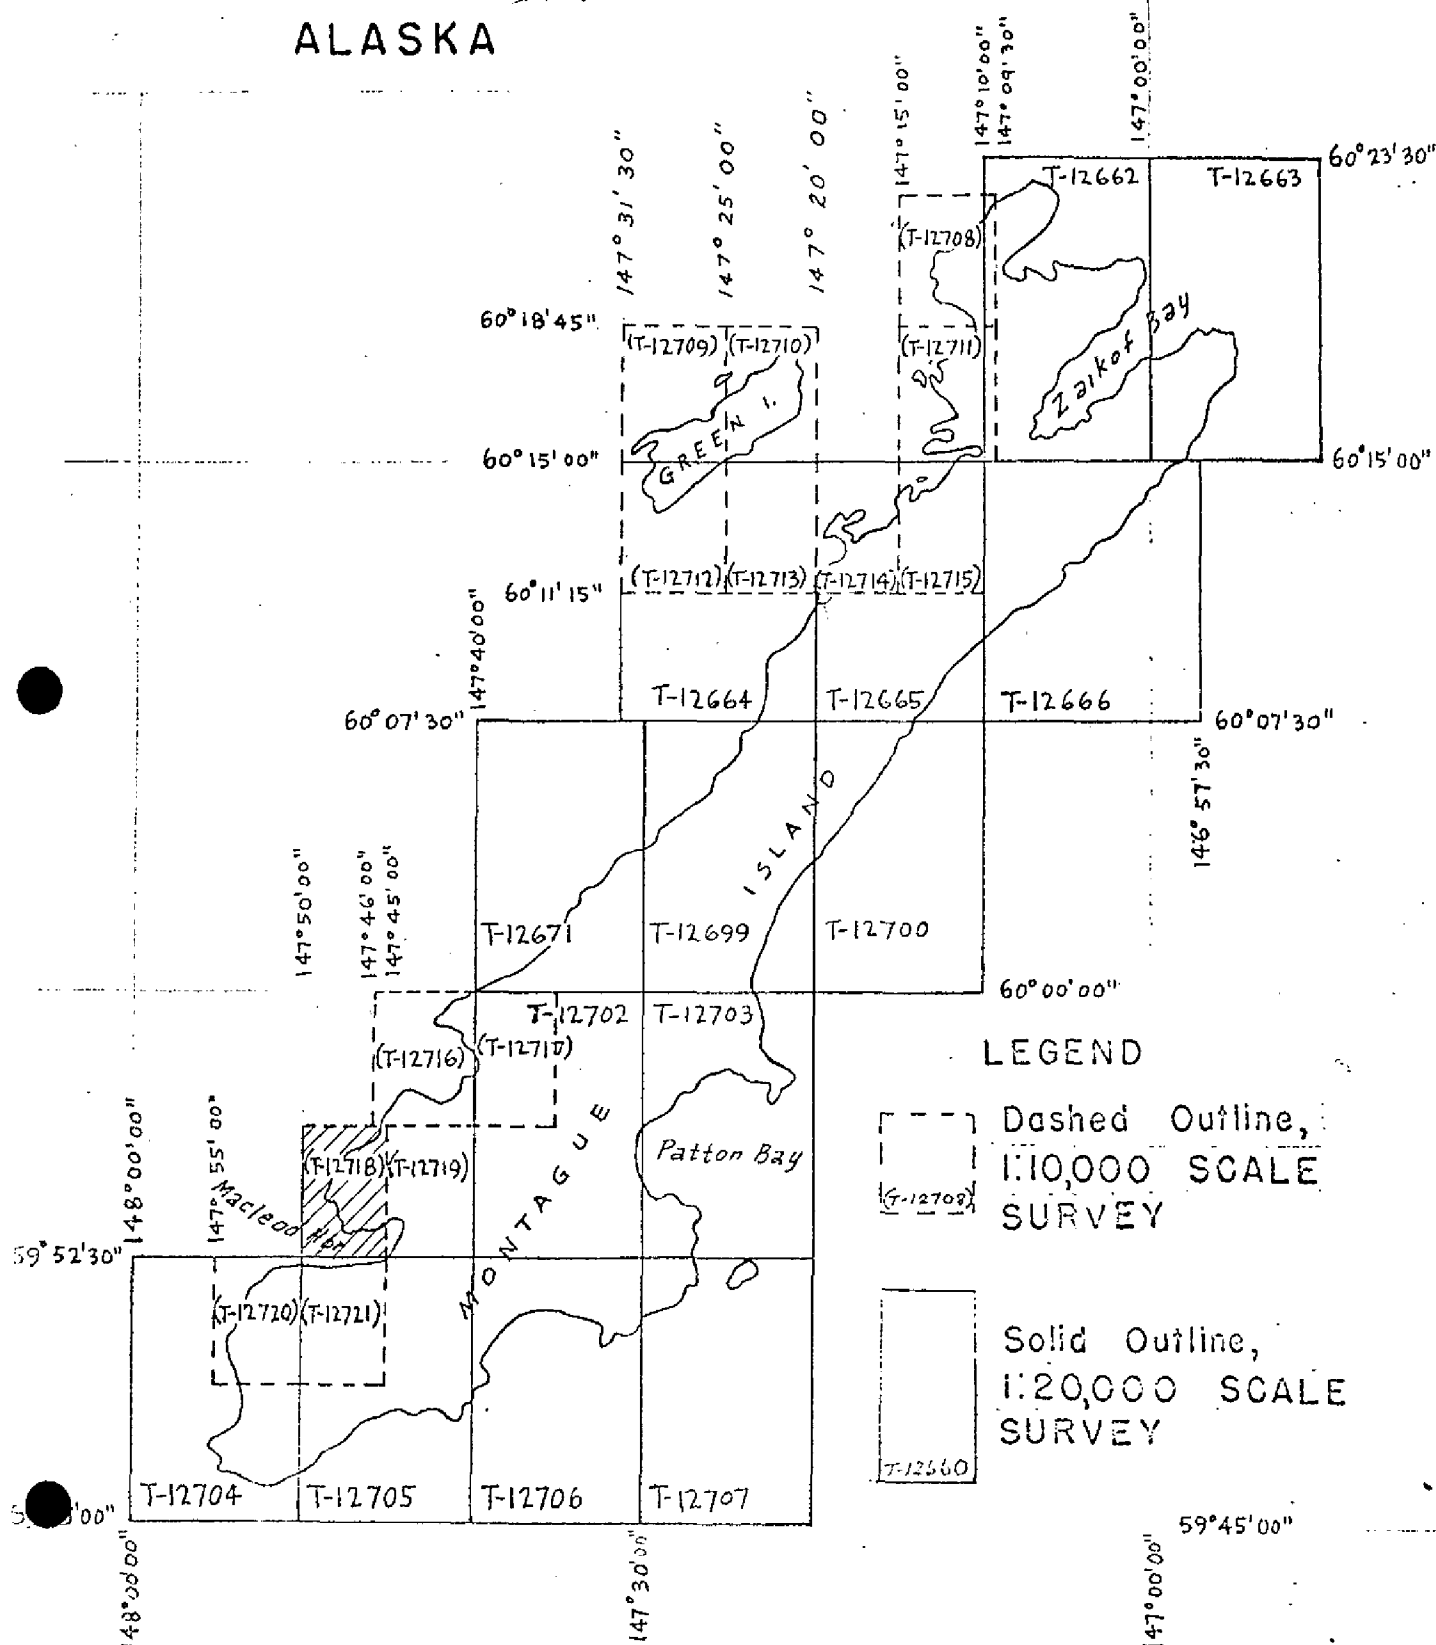 ALASKA
147° 31' 30"
147° 25' 00"
147° 20' 00"
147° 15' 00"
147° 10' 00"
147° 09' 30"
147° 00' 00"
60° 23' 30"
T-12662
T-12663
(T-12708)
60° 18' 45"
(T-12709)
(T-12710)
(T-12711)
Zaikof Bay
GREEN I.
60° 15' 00"
60° 15' 00"
(T-12712)
(T-12713)
(T-12714)
(T-12715)
60° 11' 15"
147° 40' 00"
T-12664
T-12665
T-12666
60° 07' 30"
60° 07' 30"
146° 57' 30"
ISLAND
147° 50' 00"
147° 46' 00"
147° 45' 00"
T-12671
T-12699
T-12700
60° 00' 00"
T-12702
T-12703
(T-12716)
(T-12717)
LEGEND
Dashed Outline,
1:10,000 SCALE
SURVEY
(T-12708)
148° 00' 00"
147° 55' 00"
MONTAGUE
Patton Bay
(T-12718)
(T-12719)
Macleod Hbr
59° 52' 30"
(T-12720)
(T-12721)
Solid Outline,
1:20,000 SCALE
SURVEY
T-12660
T-12704
T-12705
T-12706
T-12707
00"
59° 45' 00"
148° 00' 00"
147° 30' 00"
147° 00' 00"